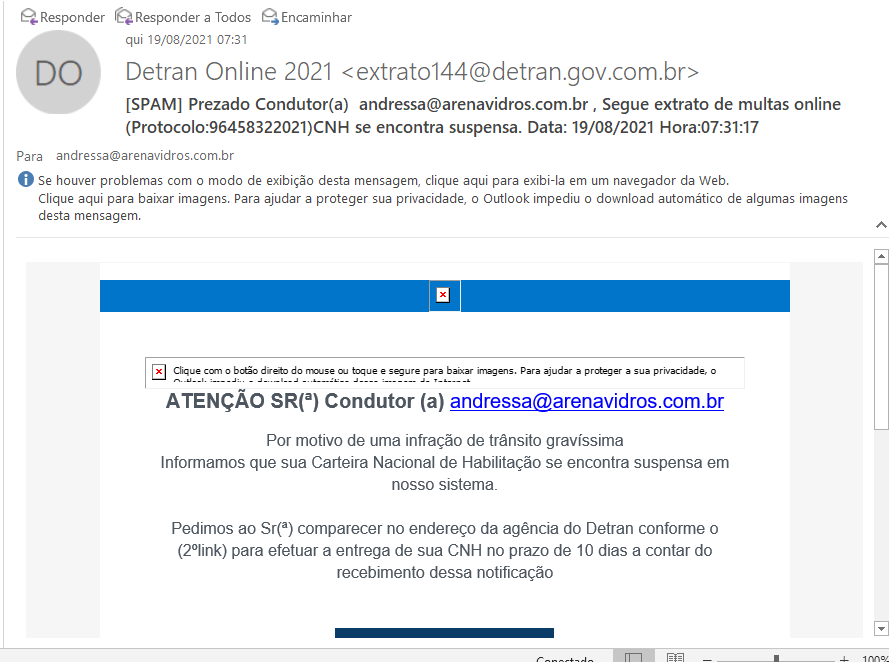 Responder Responder a Todos Encaminhar
qui 19/08/2021 07:31
DO
Detran Online 2021 <extrato144@detran.gov.com.br>
[SPAM] Prezado Condutor(a) andressa@arenavidros.com.br , Segue extrato de multas online
(Protocolo:96458322021)CNH se encontra suspensa. Data: 19/08/2021 Hora:07:31:17
Para andressa@arenavidros.com.br
Se houver problemas com o modo de exibição desta mensagem, clique aqui para exibi-la em um navegador da Web.
Clique aqui para baixar imagens. Para ajudar a proteger sua privacidade, o Outlook impediu o download automático de algumas imagens
desta mensagem.
Clique com o botão direito do mouse ou toque e segure para baixar imagens. Para ajudar a proteger a sua privacidade, o
Outlook impediu o download automático dessa imagem da Internet.
ATENÇÃO SR(ª) Condutor (a) andressa@arenavidros.com.br
Por motivo de uma infração de trânsito gravíssima
Informamos que sua Carteira Nacional de Habilitação se encontra suspensa em
nosso sistema.
Pedimos ao Sr(ª) comparecer no endereço da agência do Detran conforme o
(2ºlink) para efetuar a entrega de sua CNH no prazo de 10 dias a contar do
recebimento dessa notificação
Conectado
100%